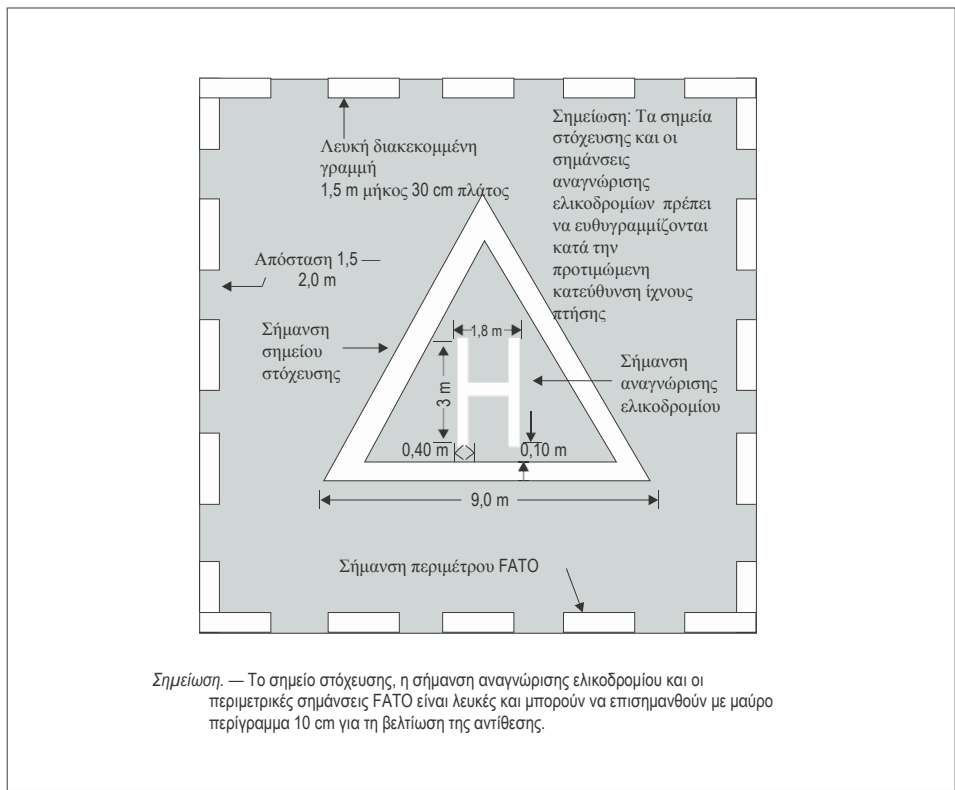 Λευκή διακεκομμένη
γραμμή
1,5 m μήκος 30 cm πλάτος
Σημείωση: Τα σημεία
στόχευσης και οι
σημάνσεις
αναγνώρισης
ελικοδρομίων πρέπει
να ευθυγραμμίζονται
κατά την
προτιμώμενη
κατεύθυνση ίχνους
πτήσης
Απόσταση 1,5 —
2,0 m
Σήμανση
σημείου
στόχευσης
1,8 m
3 m
Σήμανση
αναγνώρισης
ελικοδρομίου
H
0,40 m
0,10 m
9,0 m
Σήμανση περιμέτρου FATO
Σημείωση. — Το σημείο στόχευσης, η σήμανση αναγνώρισης ελικοδρομίου και οι
περιμετρικές σημάνσεις FATO είναι λευκές και μπορούν να επισημανθούν με μαύρο
περίγραμμα 10 cm για τη βελτίωση της αντίθεσης.